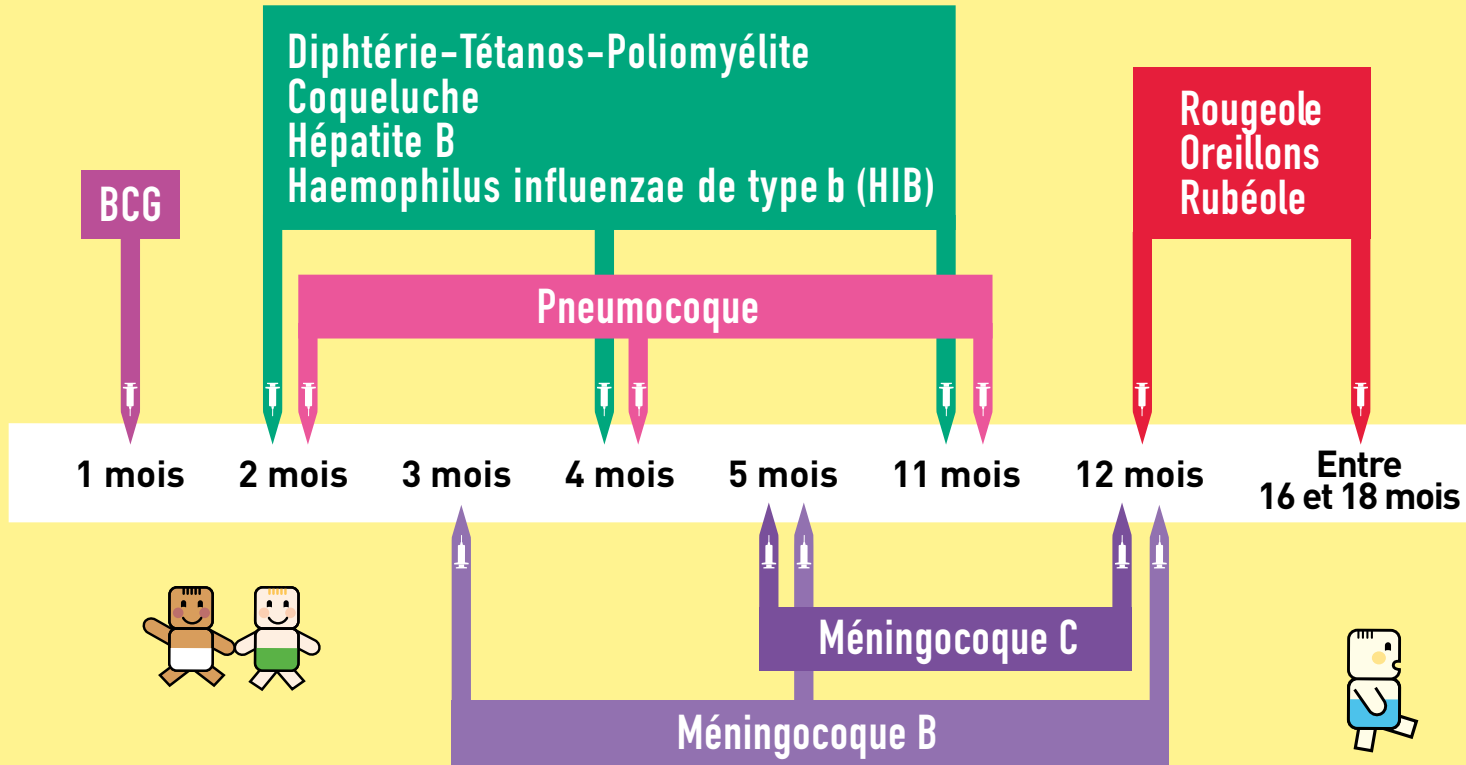 Diphtérie-Tétanos-Poliomyélite
Coqueluche
Hépatite B
Haemophilus influenzae de type b (HIB)
Rougeole
Oreillons
Rubéole
BCG
Pneumocoque
1 mois
2 mois
3 mois
4 mois
5 mois
11 mois
12 mois
Entre
16 et 18 mois
Méningocoque C
Méningocoque B